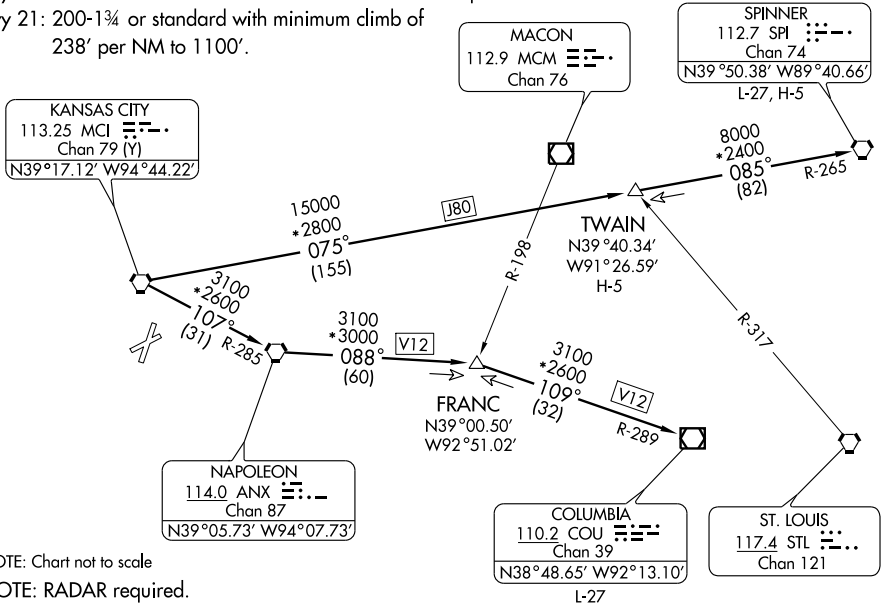 y 21: 200-1¾ or standard with minimum climb of
238' per NM to 1100'.
MACON
112.9 MCM
Chan 76
SPINNER
112.7 SPI
Chan 74
N39°50.38' W89°40.66'
L-27, H-5
KANSAS CITY
113.25 MCI
Chan 79 (Y)
N39°17.12' W94°44.22'
8000
*2400
085°
(82)
R-265
15000
*2800
075°
(155)
J80
TWAIN
N39°40.34'
W91°26.59'
H-5
R-198
3100
*2600
107°
(31)
R-285
3100
*3000
088°
(60)
V12
R-317
3100
*2600
109°
(32)
V12
R-289
FRANC
N39°00.50'
W92°51.02'
NAPOLEON
114.0 ANX
Chan 87
N39°05.73' W94°07.73'
COLUMBIA
110.2 COU
Chan 39
N38°48.65' W92°13.10'
L-27
ST. LOUIS
117.4 STL
Chan 121
OTE: Chart not to scale
OTE: RADAR required.